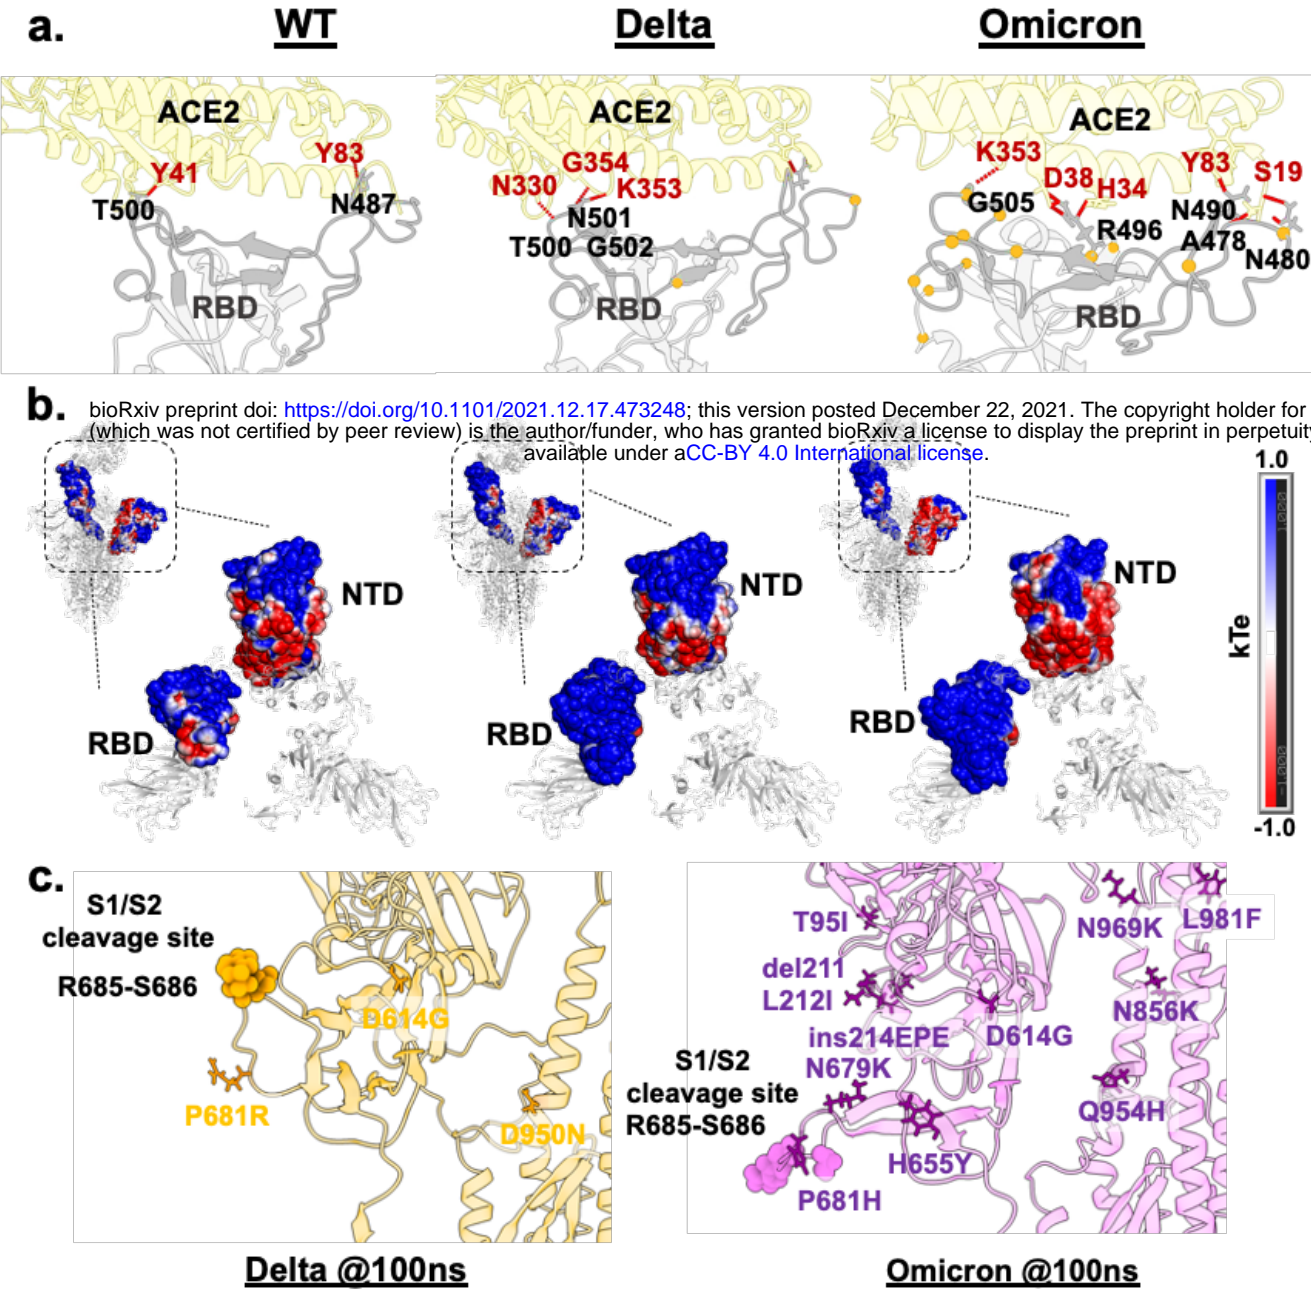 a.
WT
Delta
Omicron
ACE2
Y41
Y83
T500
N487
RBD
ACE2
G354
N330
K353
N501
T500 G502
RBD
ACE2
K353
D38
H34
Y83
S19
G505
N490
R496
A478
N480
RBD
b.
bioRxiv preprint doi: https://doi.org/10.1101/2021.12.17.473248; this version posted December 22, 2021. The copyright holder for
(which was not certified by peer review) is the author/funder, who has granted bioRxiv a license to display the preprint in perpetuity
available under aCC-BY 4.0 International license.
NTD
RBD
NTD
RBD
NTD
RBD
1.0
1.000
kTe
-1.000
-1.0
c.
S1/S2
cleavage site
R685-S686
D614G
P681R
D950N
Delta @100ns
T95I
del211
L212I
ins214EPE
N679K
D614G
N969K
L981F
N856K
Q954H
S1/S2
cleavage site
R685-S686
H655Y
P681H
Omicron @100ns